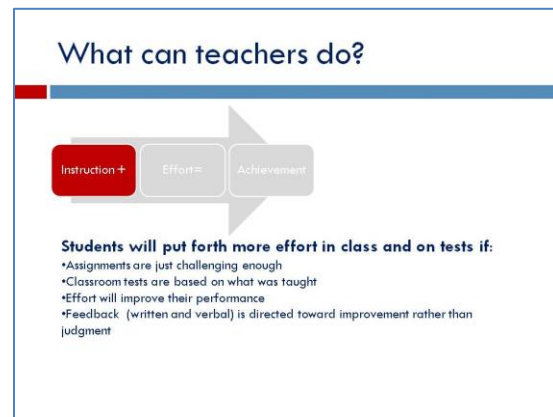 What can teachers do?
Instruction + Effort= Achievement
Students will put forth more effort in class and on tests if:
•Assignments are just challenging enough
•Classroom tests are based on what was taught
•Effort will improve their performance
•Feedback (written and verbal) is directed toward improvement rather than
judgment